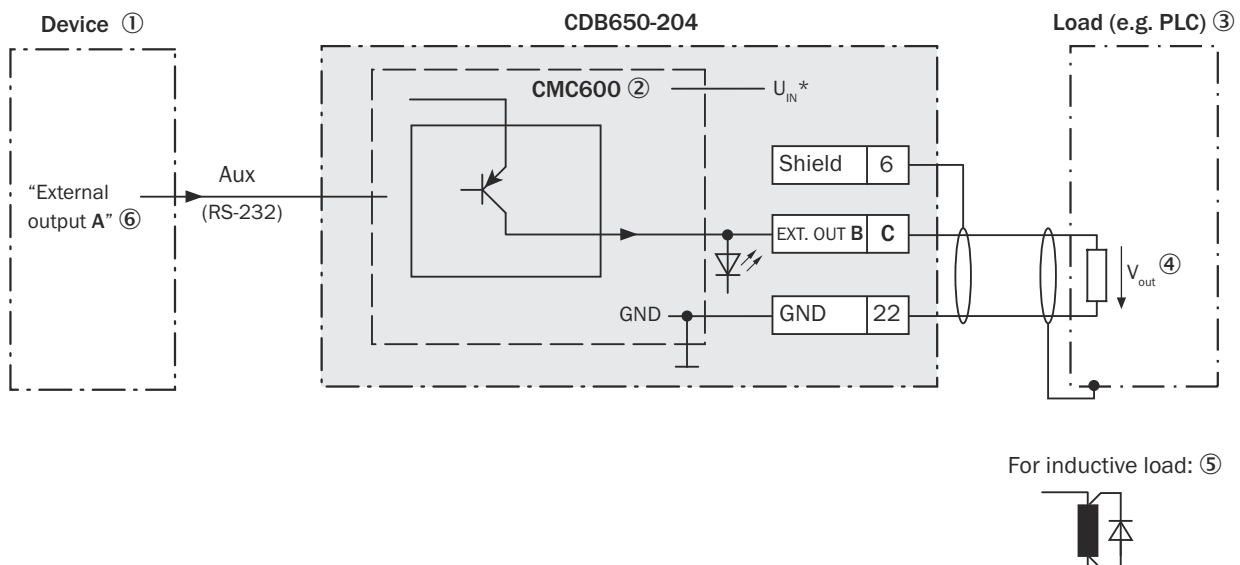 Device ①
CDB650-204
Load (e.g. PLC) ③
CMC600 ②
U_IN*
Shield 6
"External
output A" ⑥
Aux
(RS-232)
EXT. OUT B C
V_out ④
GND
GND 22
For inductive load: ⑤